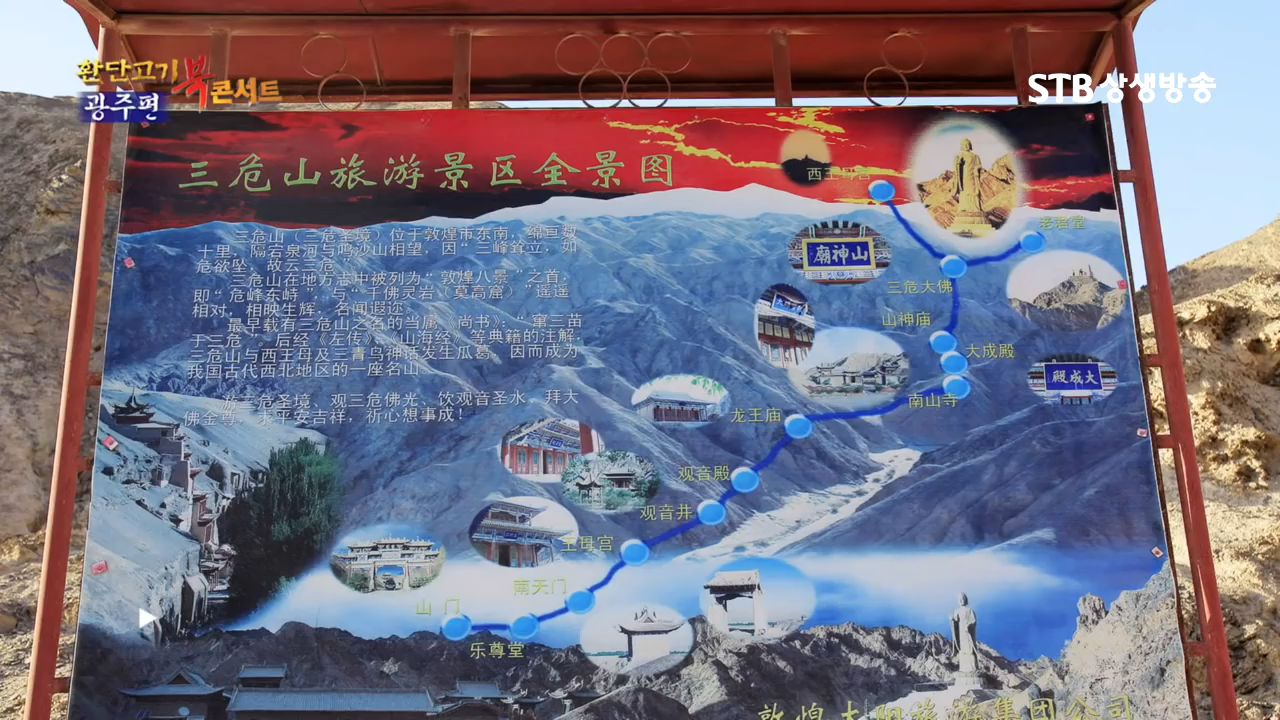 환단고기 북 콘서트
광주편
STB 상생방송
三危山旅游景区全景图
三危山（三危圣境）位于敦煌市东南，绵亘数
十里，隔宕泉河与鸣沙山相望，因“三峰耸立，如
危欲坠，故云三危”。
三危山在地方志中被列为“敦煌八景”之首，
即“危峰东峙”，与“千佛灵岩（莫高窟）”遥遥
相对，相映生辉，名闻遐迩。
最早载有三危山之名的当属《尚书》：“窜三苗
于三危”。后经《左传》、《山海经》等典籍的注解，
三危山与西王母及三青鸟神话发生瓜葛，因而成为
我国古代西北地区的一座名山。
游三危圣境、观三危佛光、饮观音圣水，拜大
佛金尊，求平安吉祥，祈心想事成！
西王母
老君堂
山神廟
三危大佛
山神庙
大成殿
大成殿
南山寺
龙王庙
观音殿
观音井
王母宫
南天门
山 门
乐尊堂
敦煌太阳旅游集团公司